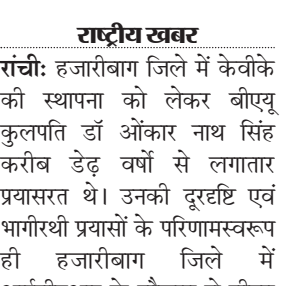 राष्ट्रीय खबर
रांचीः हजारीबाग जिले में केवीके
की स्थापना को लेकर बीएयू
कुलपति डॉ ओंकार नाथ सिंह
करीब डेढ़ वर्षो से लगातार
प्रयासरत थे। उनकी दूरदृष्टि एवं
भागीरथी प्रयासों के परिणामस्वरूप
ही हजारीबाग जिले में